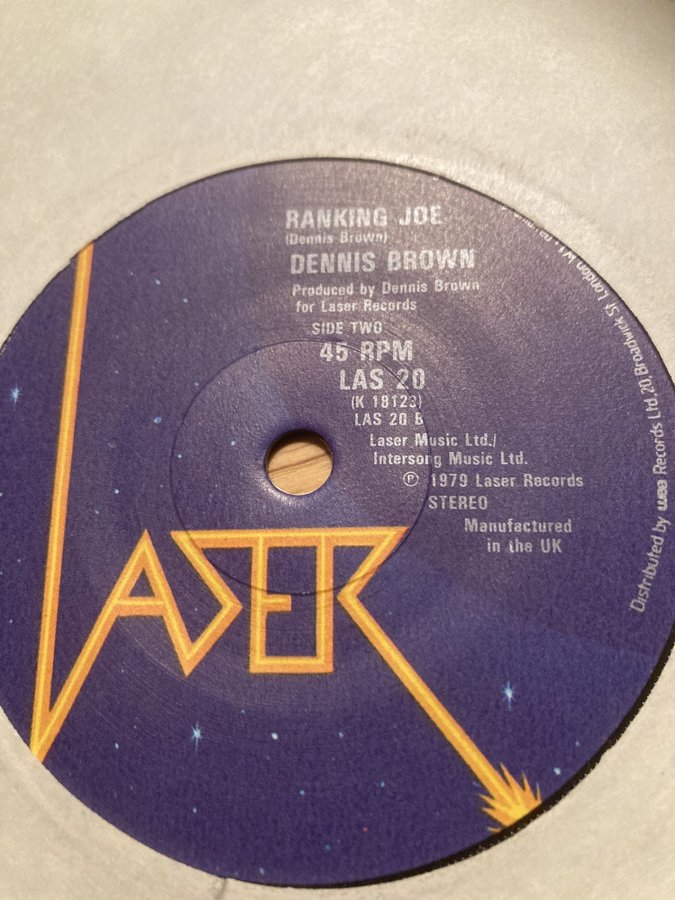 RANKING JOE
(Dennis Brown)
DENNIS BROWN
Produced by Dennis Brown
for Laser Records
SIDE TWO
45 RPM
LAS 20
(K 18123)
LAS 20 B
Laser Music Ltd./
Intersong Music Ltd.
℗ 1979 Laser Records
STEREO
Manufactured
in the UK
LASER
Distributed by wea Records Ltd, 20, Broadwick St London W1